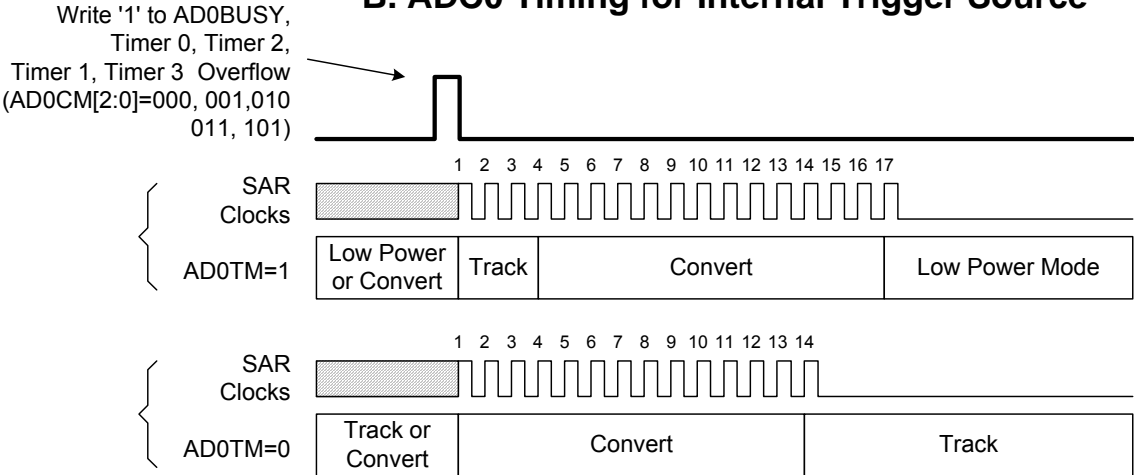 B. ADC0 Timing for Internal Trigger Source
Write '1' to AD0BUSY,
Timer 0, Timer 2,
Timer 1, Timer 3 Overflow
(AD0CM[2:0]=000, 001,010
011, 101)
1 2 3 4 5 6 7 8 9 10 11 12 13 14 15 16 17
SAR
Clocks
AD0TM=1
Low Power
or Convert
Track
Convert
Low Power Mode
1 2 3 4 5 6 7 8 9 10 11 12 13 14
SAR
Clocks
AD0TM=0
Track or
Convert
Convert
Track